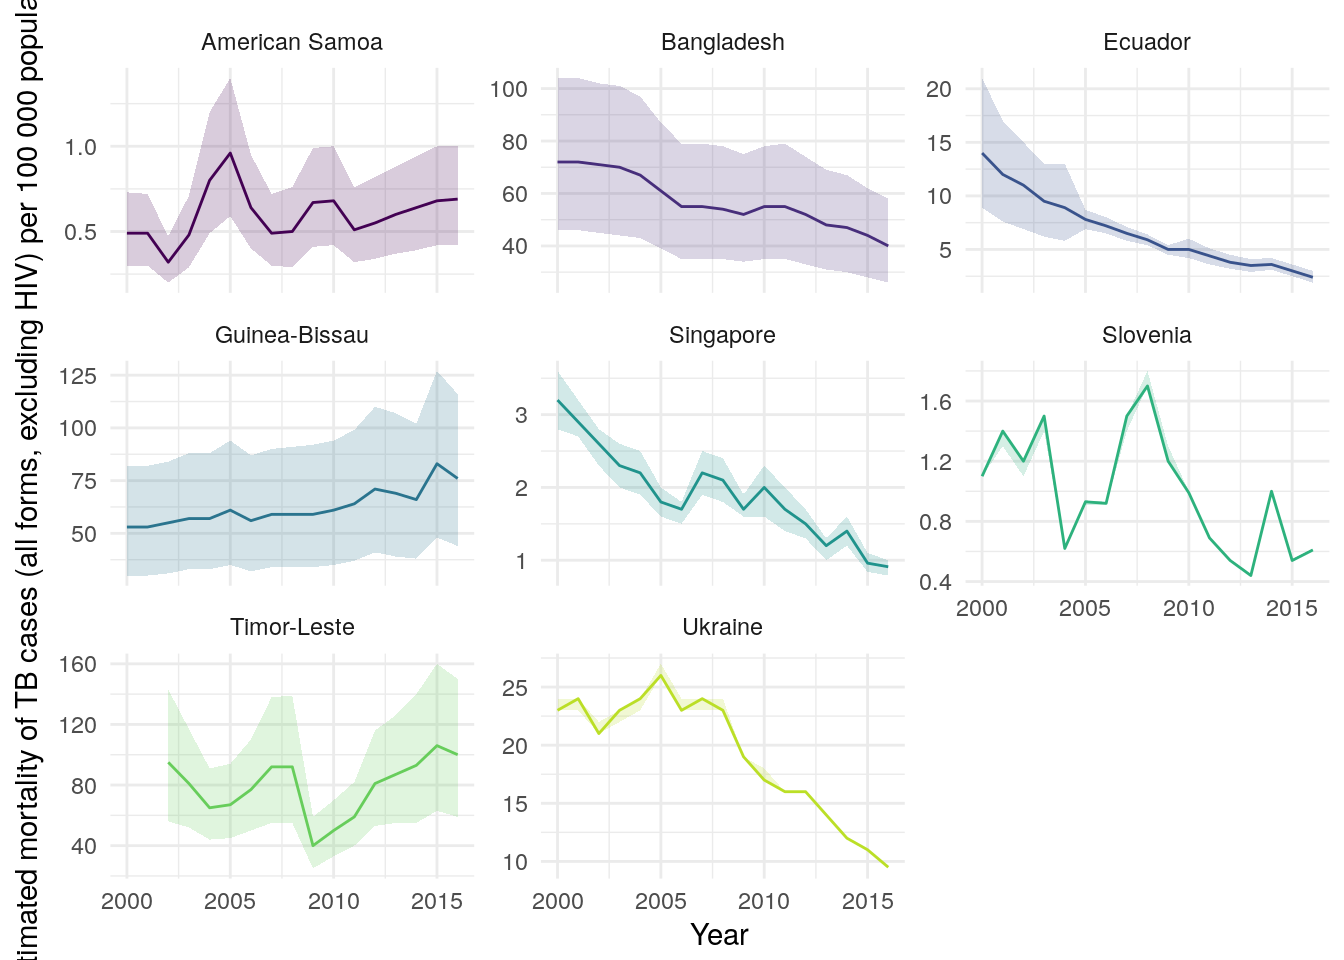 American Samoa
Bangladesh
Ecuador
1.0
0.5
100
80
60
40
20
15
10
5
Guinea-Bissau
Singapore
Slovenia
125
100
75
50
3
2
1
1.6
1.2
0.8
0.4
2000 2005 2010 2015
Timor-Leste
Ukraine
160
120
80
40
25
20
15
10
2000 2005 2010 2015
2000 2005 2010 2015
Year
mortality of TB cases (all forms, excluding HIV) per 100 000